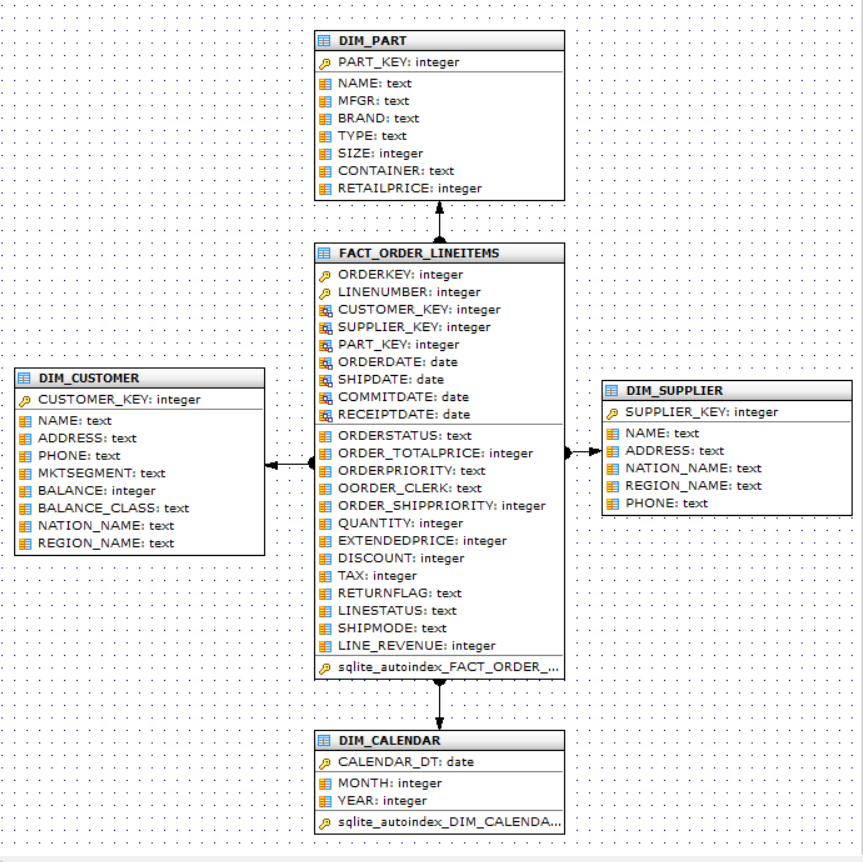 DIM_PART
PART_KEY: integer
NAME: text
MFGR: text
BRAND: text
TYPE: text
SIZE: integer
CONTAINER: text
RETAILPRICE: integer
FACT_ORDER_LINEITEMS
ORDERKEY: integer
LINENUMBER: integer
CUSTOMER_KEY: integer
SUPPLIER_KEY: integer
PART_KEY: integer
ORDERDATE: date
SHIPDATE: date
COMMITDATE: date
RECEIPTDATE: date
ORDERSTATUS: text
ORDER_TOTALPRICE: integer
ORDERPRIORITY: text
OORDER_CLERK: text
ORDER_SHIPPRIORITY: integer
QUANTITY: integer
EXTENDEDPRICE: integer
DISCOUNT: integer
TAX: integer
RETURNFLAG: text
LINESTATUS: text
SHIPMODE: text
LINE_REVENUE: integer
sqlite_autoindex_FACT_ORDER_...
DIM_CUSTOMER
CUSTOMER_KEY: integer
NAME: text
ADDRESS: text
PHONE: text
MKTSEGMENT: text
BALANCE: integer
BALANCE_CLASS: text
NATION_NAME: text
REGION_NAME: text
DIM_SUPPLIER
SUPPLIER_KEY: integer
NAME: text
ADDRESS: text
NATION_NAME: text
REGION_NAME: text
PHONE: text
DIM_CALENDAR
CALENDAR_DT: date
MONTH: integer
YEAR: integer
sqlite_autoindex_DIM_CALENDA...